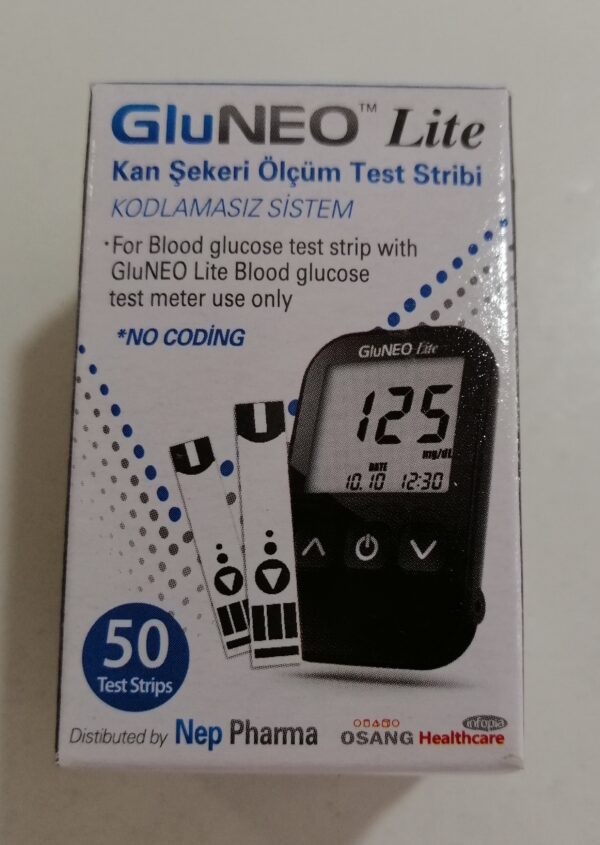 GluNEO™ Lite
Kan Şekeri Ölçüm Test Stribi
KODLAMASIZ SİSTEM
·For Blood glucose test strip with
GluNEO Lite Blood glucose
test meter use only
*NO CODİNG
GluNEO Lite
125
mg/dL
DATE
10.10 12:30
50
Test Strips
Distibuted by Nep Pharma
infopia
OSANG Healthcare